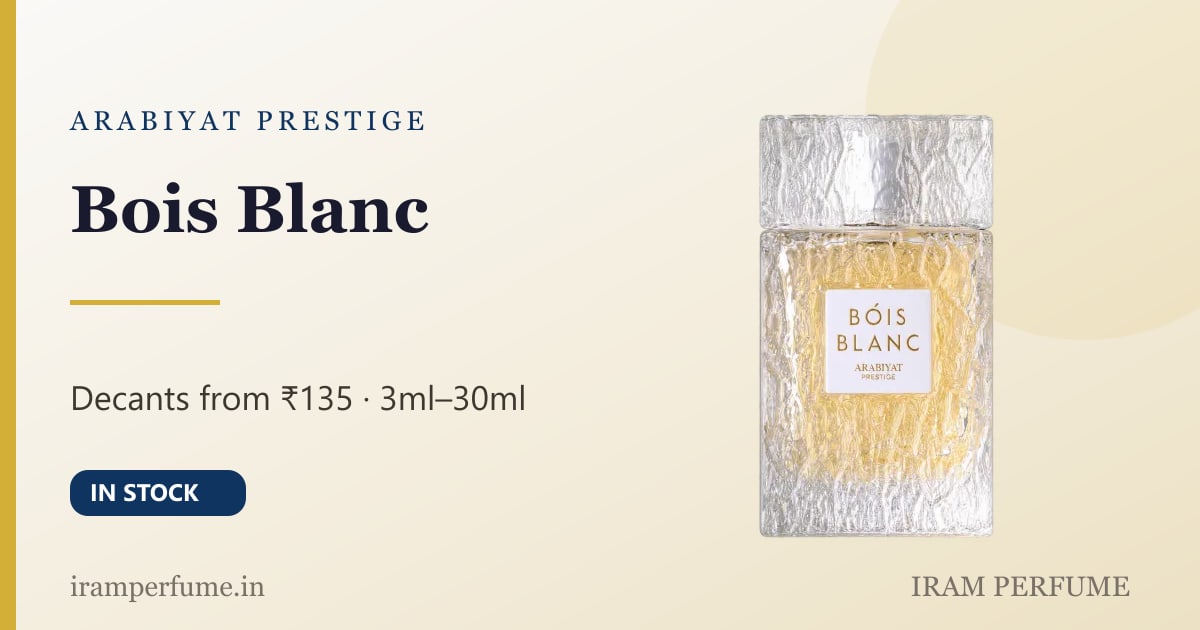 ARABIYAT PRESTIGE
Bois Blanc
Decants from ₹135 · 3ml–30ml
IN STOCK
iramperfume.in
BÓIS
BLANC
ARABIYAT
PRESTIGE
IRAM PERFUME